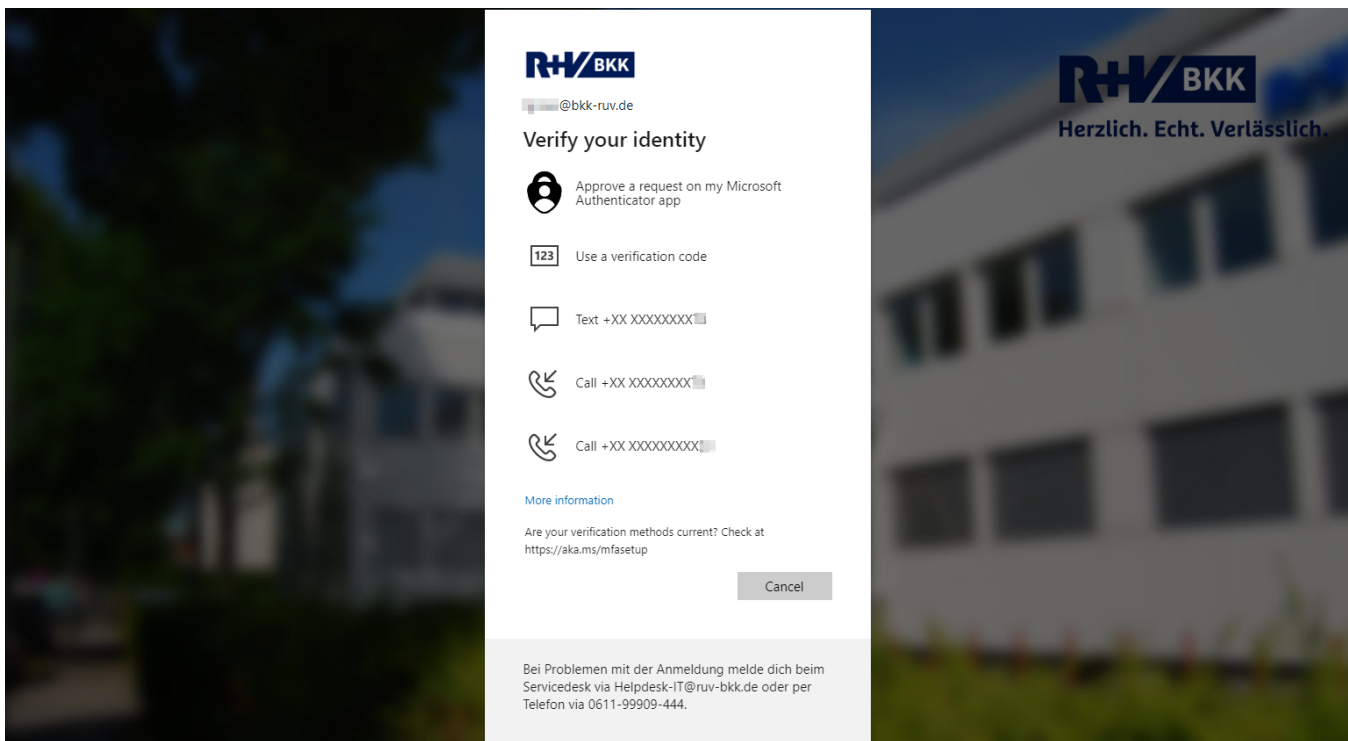 R+V BKK
@bkk-ruv.de
Verify your identity
Approve a request on my Microsoft
Authenticator app
123
Use a verification code
Text +XX XXXXXXXX
Call +XX XXXXXXXX
Call +XX XXXXXXXXX
More information
Are your verification methods current? Check at
https://aka.ms/mfasetup
Cancel
Bei Problemen mit der Anmeldung melde dich beim
Servicedesk via Helpdesk-IT@ruv-bkk.de oder per
Telefon via 0611-99909-444.
R+V BKK
Herzlich. Echt. Verlässlich.